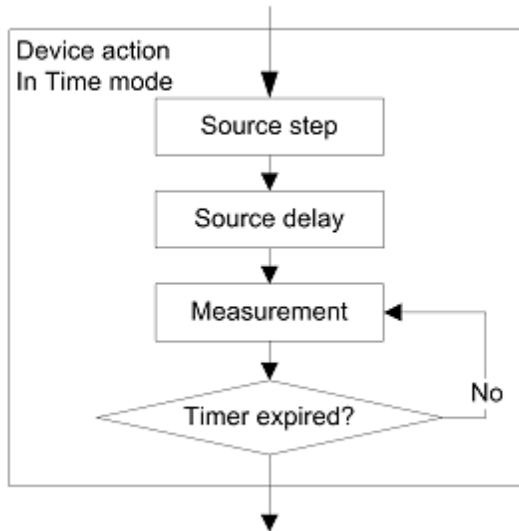 Device action
In Time mode
Source step
Source delay
Measurement
Timer expired?
No